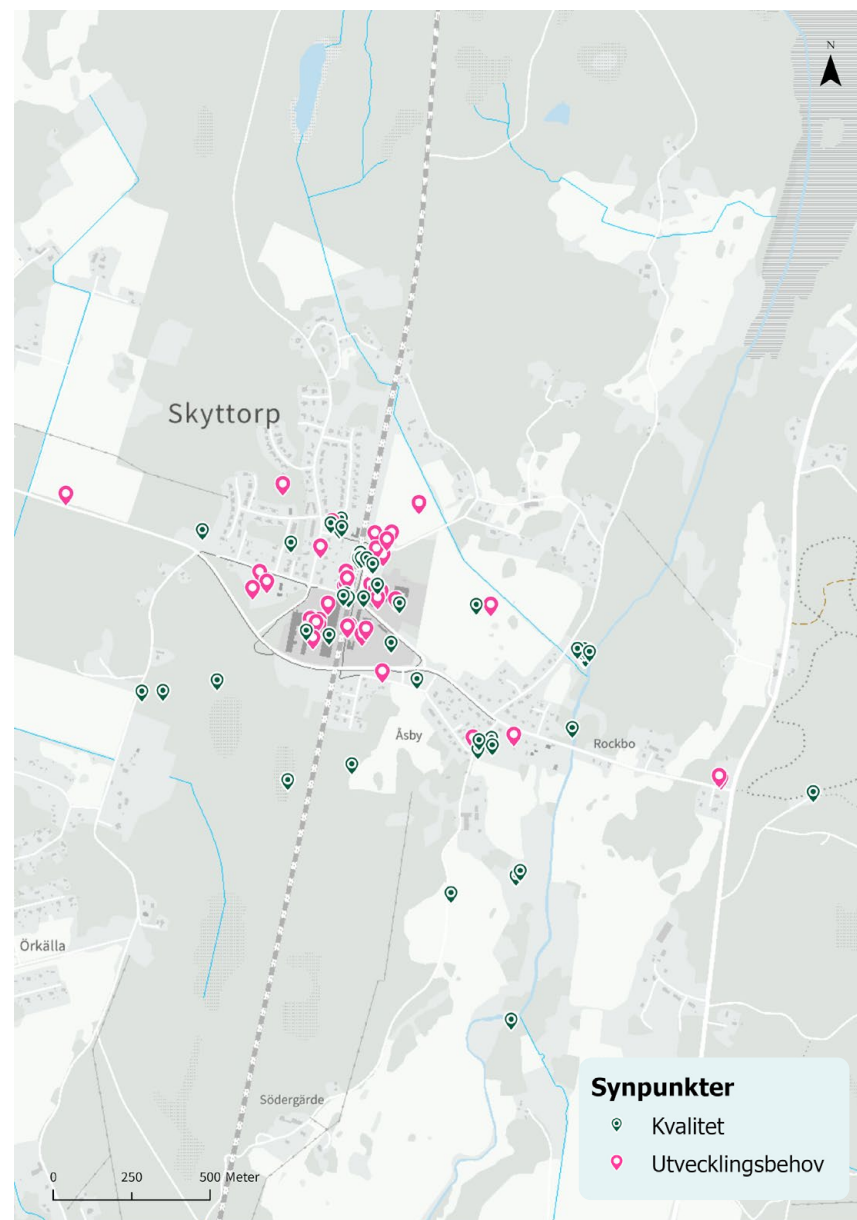 N
Skyttorp
Åsby
Rockbo
Örkälla
Södergärde
Synpunkter
Kvalitet
Utvecklingsbehov
0 250 500 Meter